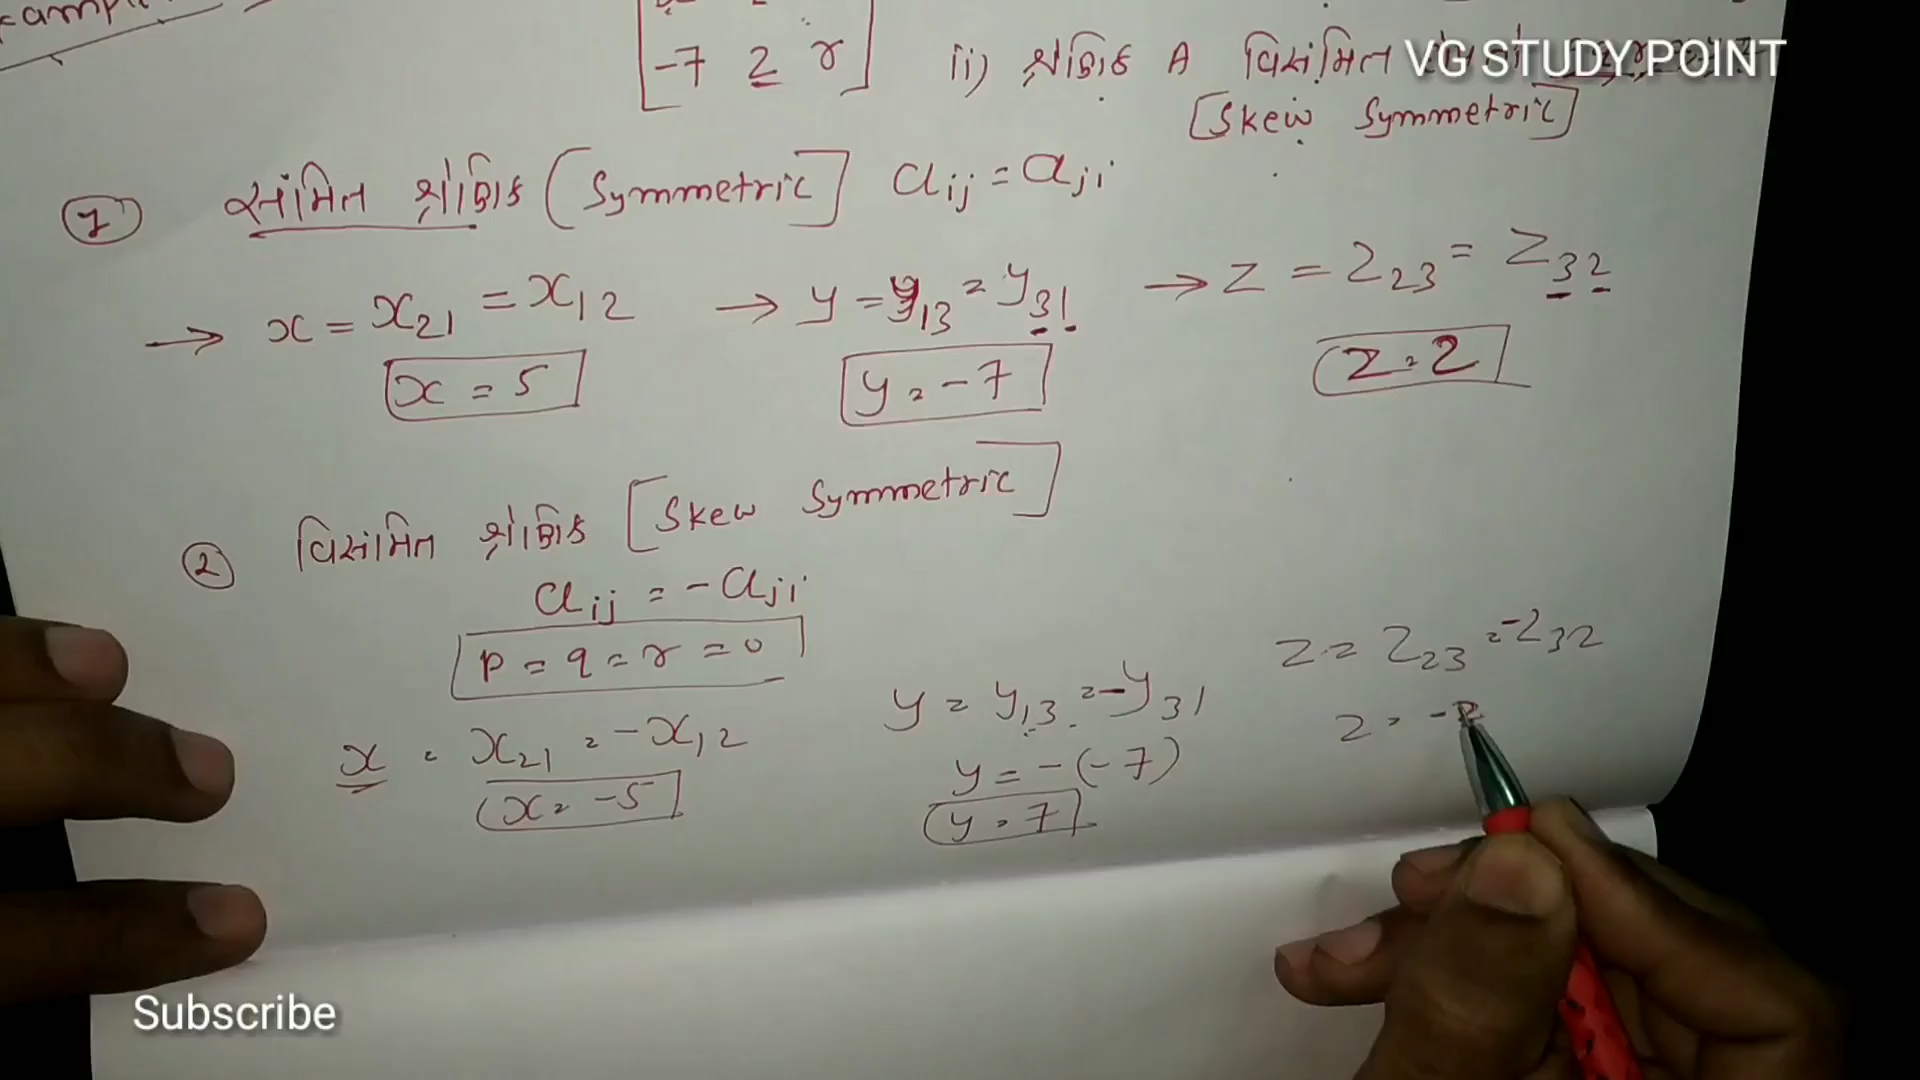 -7 2 r
ii) શ્રેણિક A વિસંમિત
VG STUDY POINT
[Skew Symmetric]
1 સંમિત શ્રેણિક [Symmetric] aij = aji
→ x = x21 = x12 → y = y13 = y31 → z = z23 = z32
x = 5 y = -7 z = 2
2 વિસંમિત શ્રેણિક [Skew Symmetric]
aij = -aji
p = q = r = 0
x = x21 = -x12 y = y13 = -y31 z = z23 = -z32
x = -5 y = -(-7) z = -2
y = 7
Subscribe